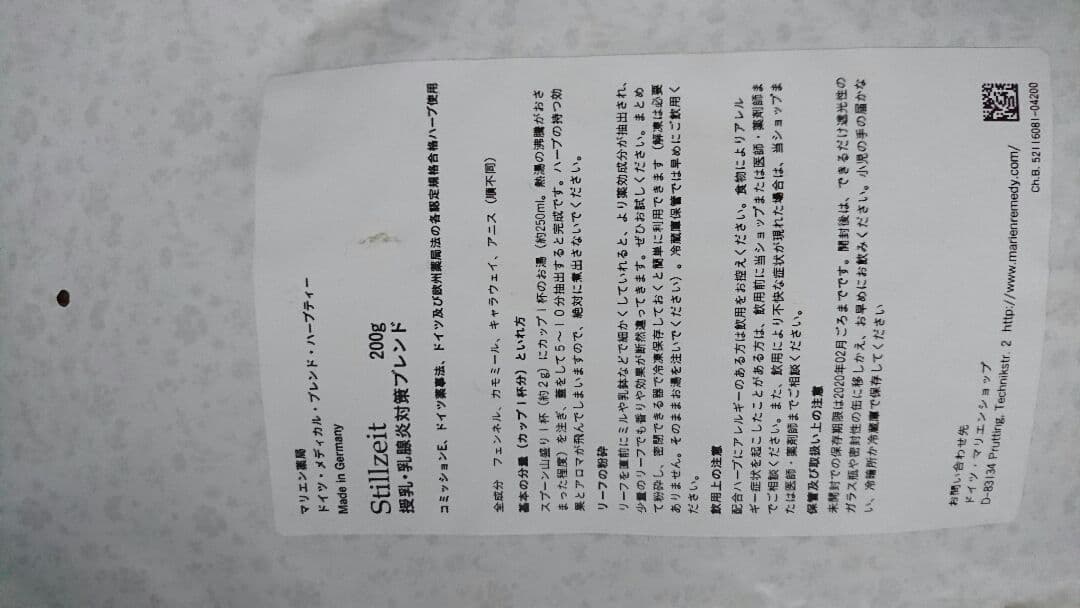 マリエン薬局
ドイツ・メディカル・ブレンド・ハーブティー
Made in Germany
Stillzeit 200g
授乳・乳腺炎対策ブレンド
コミッションE、ドイツ薬事法、ドイツ及び欧州薬局法の各認定規格合格ハーブ使用
全成分 フェンネル、カモミール、キャラウェイ、アニス（順不同）
基本の分量（カップ1杯分）といれ方
スプーン山盛り1杯（約2g）にカップ1杯のお湯（約250ml。熱湯の沸騰がおさ
まった程度）を注ぎ、蓋をして5～10分抽出すると完成です。ハーブの持つ効
果とアロマが飛んでしまいますので、絶対に煮出さないでください。
リーフの粉砕
リーフを直前にミルや乳鉢などで細かくしていれると、より薬効成分が抽出され、
少量のリーフでも香りや効果が断然違ってきます。ぜひお試しください。まとめ
て粉砕し、密閉できる器で冷凍保存しておくと簡単に利用できます（解凍は必要
ありません。そのままお湯を注いでください）。冷蔵庫保管では早めにご飲用く
ださい。
飲用上の注意
配合ハーブにアレルギーのある方は飲用をお控えください。食物によりアレル
ギー症状を起こしたことがある方は、飲用前に当ショップまたは医師・薬剤師ま
でご相談ください。また、飲用により不快な症状が現れた場合は、当ショップま
たは医師・薬剤師までご相談ください。
保管及び取扱い上の注意
未開封での保存期限は2020年02月ごろまでです。開封後は、できるだけ遮光性の
ガラス瓶や密封性の缶に移しかえ、お早めにお飲みください。小児の手の届かな
い、冷暗所か冷蔵庫で保存してください
お問い合わせ先
ドイツ・マリエンショップ
D-83134 Prutting, Technikstr. 2 http://www.marienremedy.com/
Ch.B. 52116081-04200